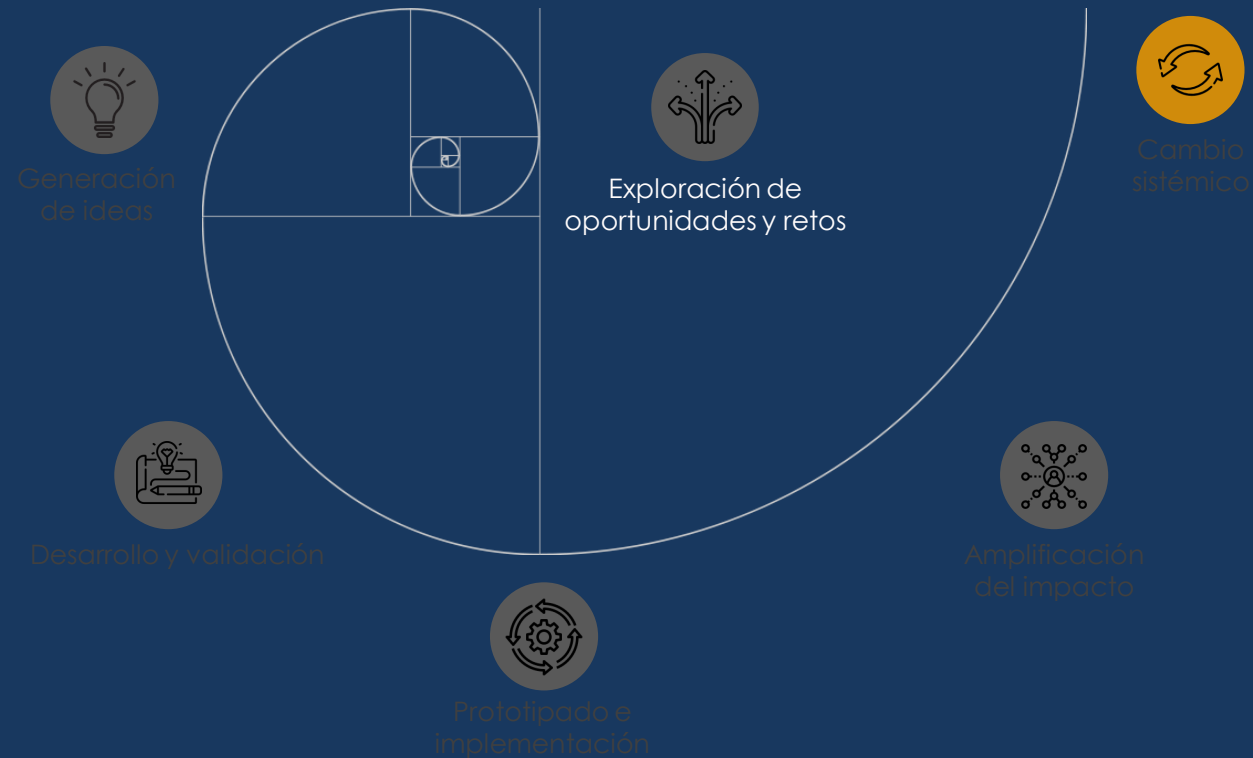 Generación
de ideas
Exploración de
oportunidades y retos
Cambio
sistémico
Desarrollo y validación
Amplificación
del impacto
Prototipado e
implementación